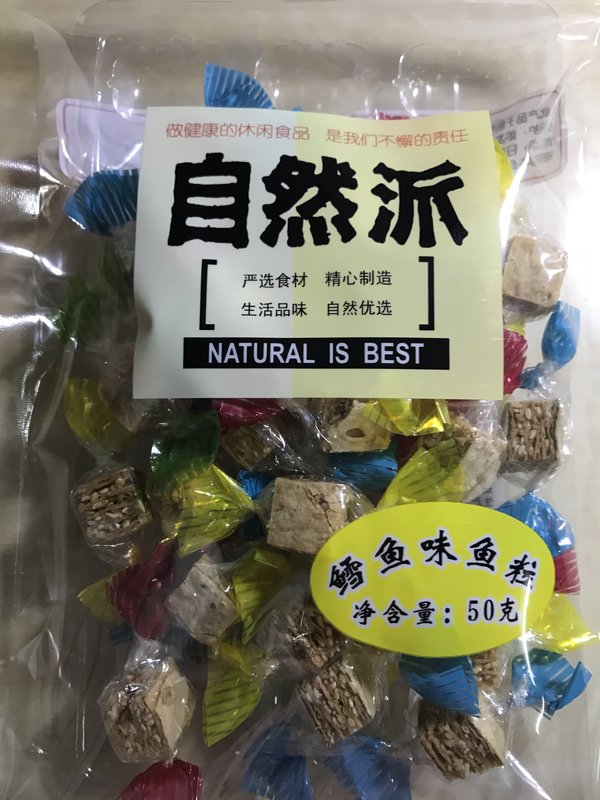 做健康的休闲食品 是我们不懈的责任
自然派
严选食材 精心制造
生活品味 自然优选
NATURAL IS BEST
鳕鱼味鱼粒
净含量：50克